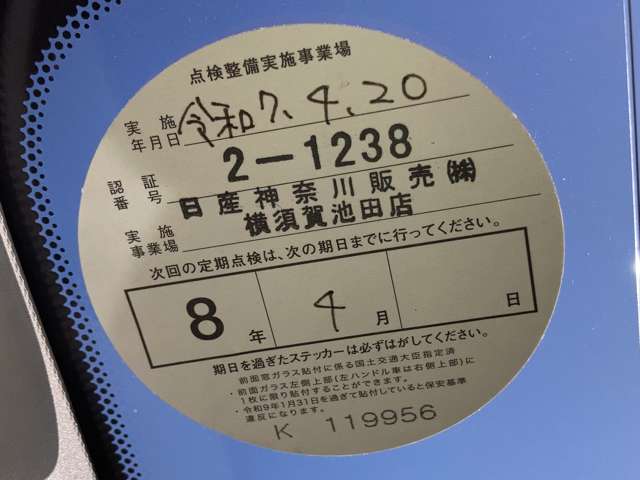 点検整備実施事業場
実施年月日 令和7.4.20
認証番号 2-1238
実施事業場 日産神奈川販売㈱
横須賀池田店
次回の定期点検は、次の期日までに行ってください。
8年 4月 日
期日を過ぎたステッカーは必ずはがしてください。
前面窓ガラス貼付に係る国土交通大臣指定済
・前面ガラス左側上部(左ハンドル車は右側上部)に
1枚に限り貼付することができます。
・令和9年1月31日を過ぎて貼付していると保安基準
違反になります。
K 119956